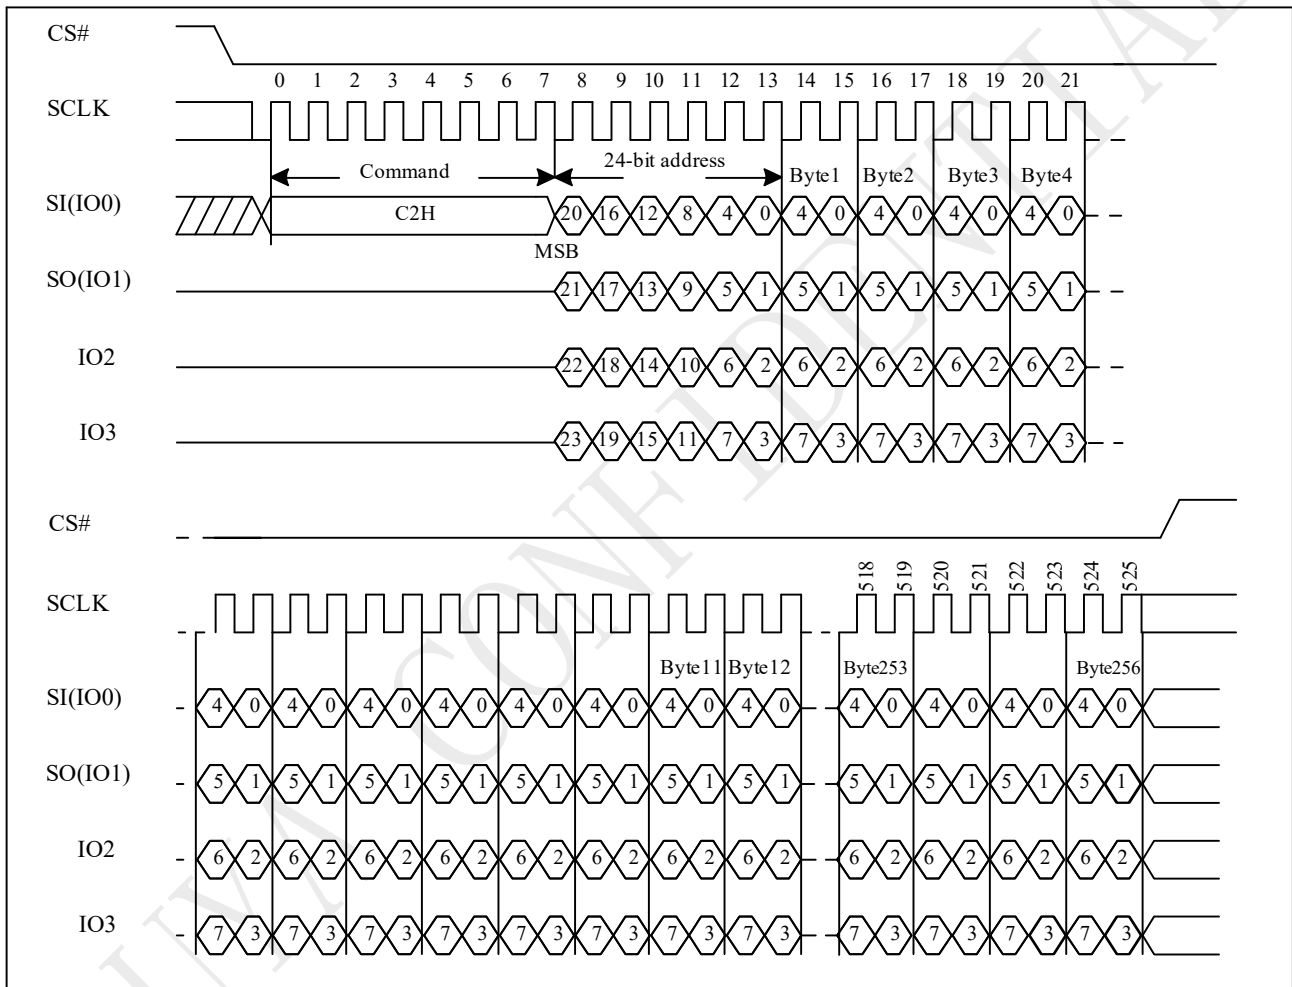 CS#
0 1 2 3 4 5 6 7 8 9 10 11 12 13 14 15 16 17 18 19 20 21
SCLK
Command 24-bit address Byte1 Byte2 Byte3 Byte4
SI(IO0) C2H 20 16 12 8 4 0 4 0 4 0 4 0 4 0
MSB
SO(IO1) 21 17 13 9 5 1 5 1 5 1 5 1 5 1
IO2 22 18 14 10 6 2 6 2 6 2 6 2 6 2
IO3 23 19 15 11 7 3 7 3 7 3 7 3 7 3
CS#
518 519 520 521 522 523 524 525
SCLK
Byte11 Byte12 Byte253 Byte256
SI(IO0) 4 0 4 0 4 0 4 0 4 0 4 0 4 0 4 0 4 0 4 0 4 0 4 0
SO(IO1) 5 1 5 1 5 1 5 1 5 1 5 1 5 1 5 1 5 1 5 1 5 1 5 1
IO2 6 2 6 2 6 2 6 2 6 2 6 2 6 2 6 2 6 2 6 2 6 2 6 2
IO3 7 3 7 3 7 3 7 3 7 3 7 3 7 3 7 3 7 3 7 3 7 3 7 3